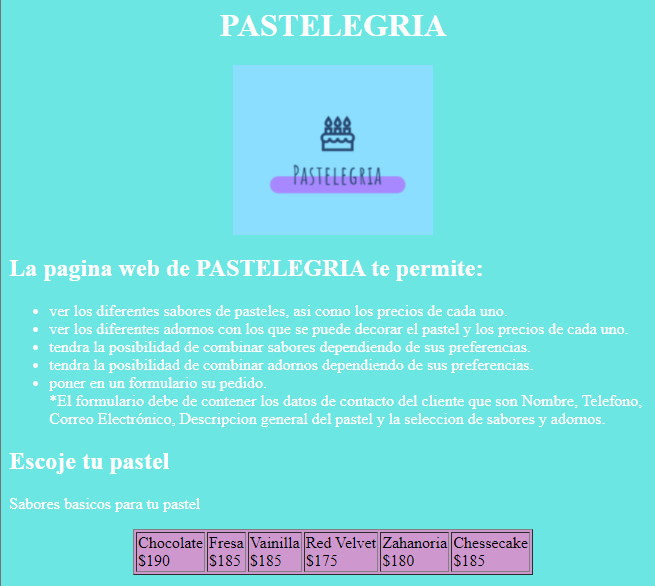 PASTELEGRIA
Pastelegria
La pagina web de PASTELEGRIA te permite:
• ver los diferentes sabores de pasteles, asi como los precios de cada uno.
• ver los diferentes adornos con los que se puede decorar el pastel y los precios de cada uno.
• tendra la posibilidad de combinar sabores dependiendo de sus preferencias.
• tendra la posibilidad de combinar adornos dependiendo de sus preferencias.
• poner en un formulario su pedido.
*El formulario debe de contener los datos de contacto del cliente que son Nombre, Telefono,
Correo Electrónico, Descripcion general del pastel y la seleccion de sabores y adornos.
Escoje tu pastel
Sabores basicos para tu pastel
Chocolate Fresa Vainilla Red Velvet Zahanoria Chessecake
$190 $185 $185 $175 $180 $185